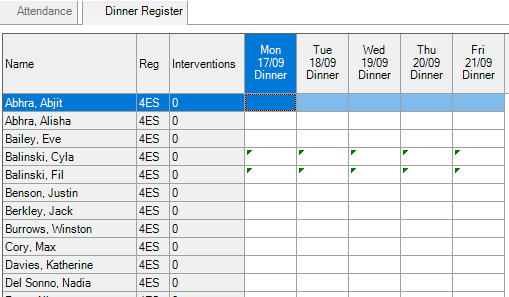 Attendance Dinner Register
Name Reg Interventions Mon 17/09 Dinner Tue 18/09 Dinner Wed 19/09 Dinner Thu 20/09 Dinner Fri 21/09 Dinner
Abhra, Abjit 4ES 0
Abhra, Alisha 4ES 0
Bailey, Eve 4ES 0
Balinski, Cyla 4ES 0
Balinski, Fil 4ES 0
Benson, Justin 4ES 0
Berkley, Jack 4ES 0
Burrows, Winston 4ES 0
Cory, Max 4ES 0
Davies, Katherine 4ES 0
Del Sonno, Nadia 4ES 0